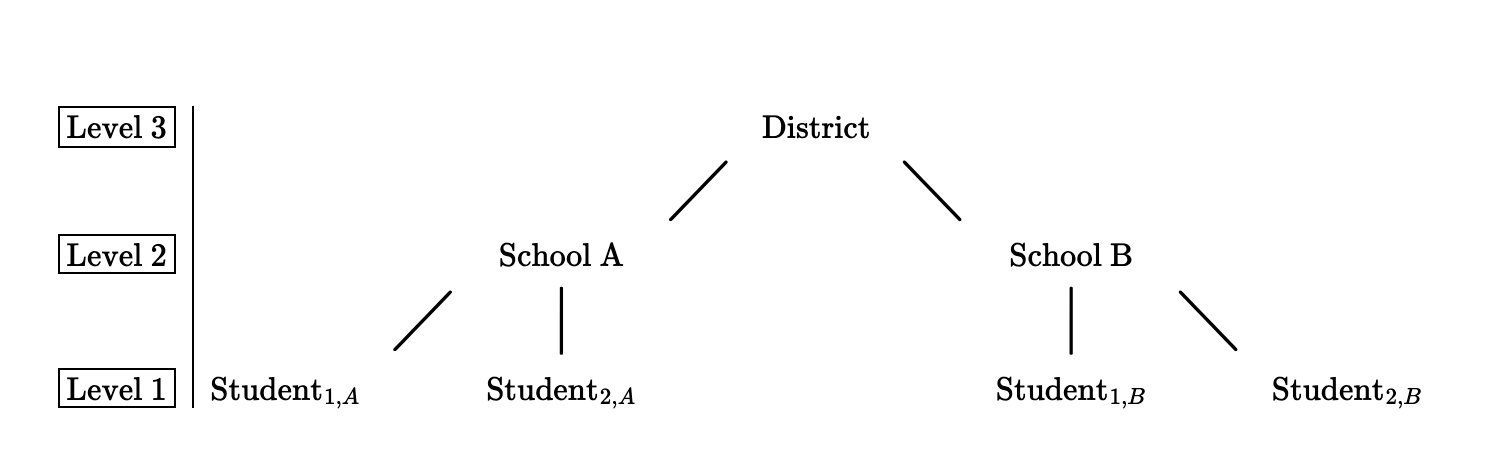 Level 3 District
Level 2 School A School B
Level 1 Student₁,A Student₂,A Student₁,B Student₂,B